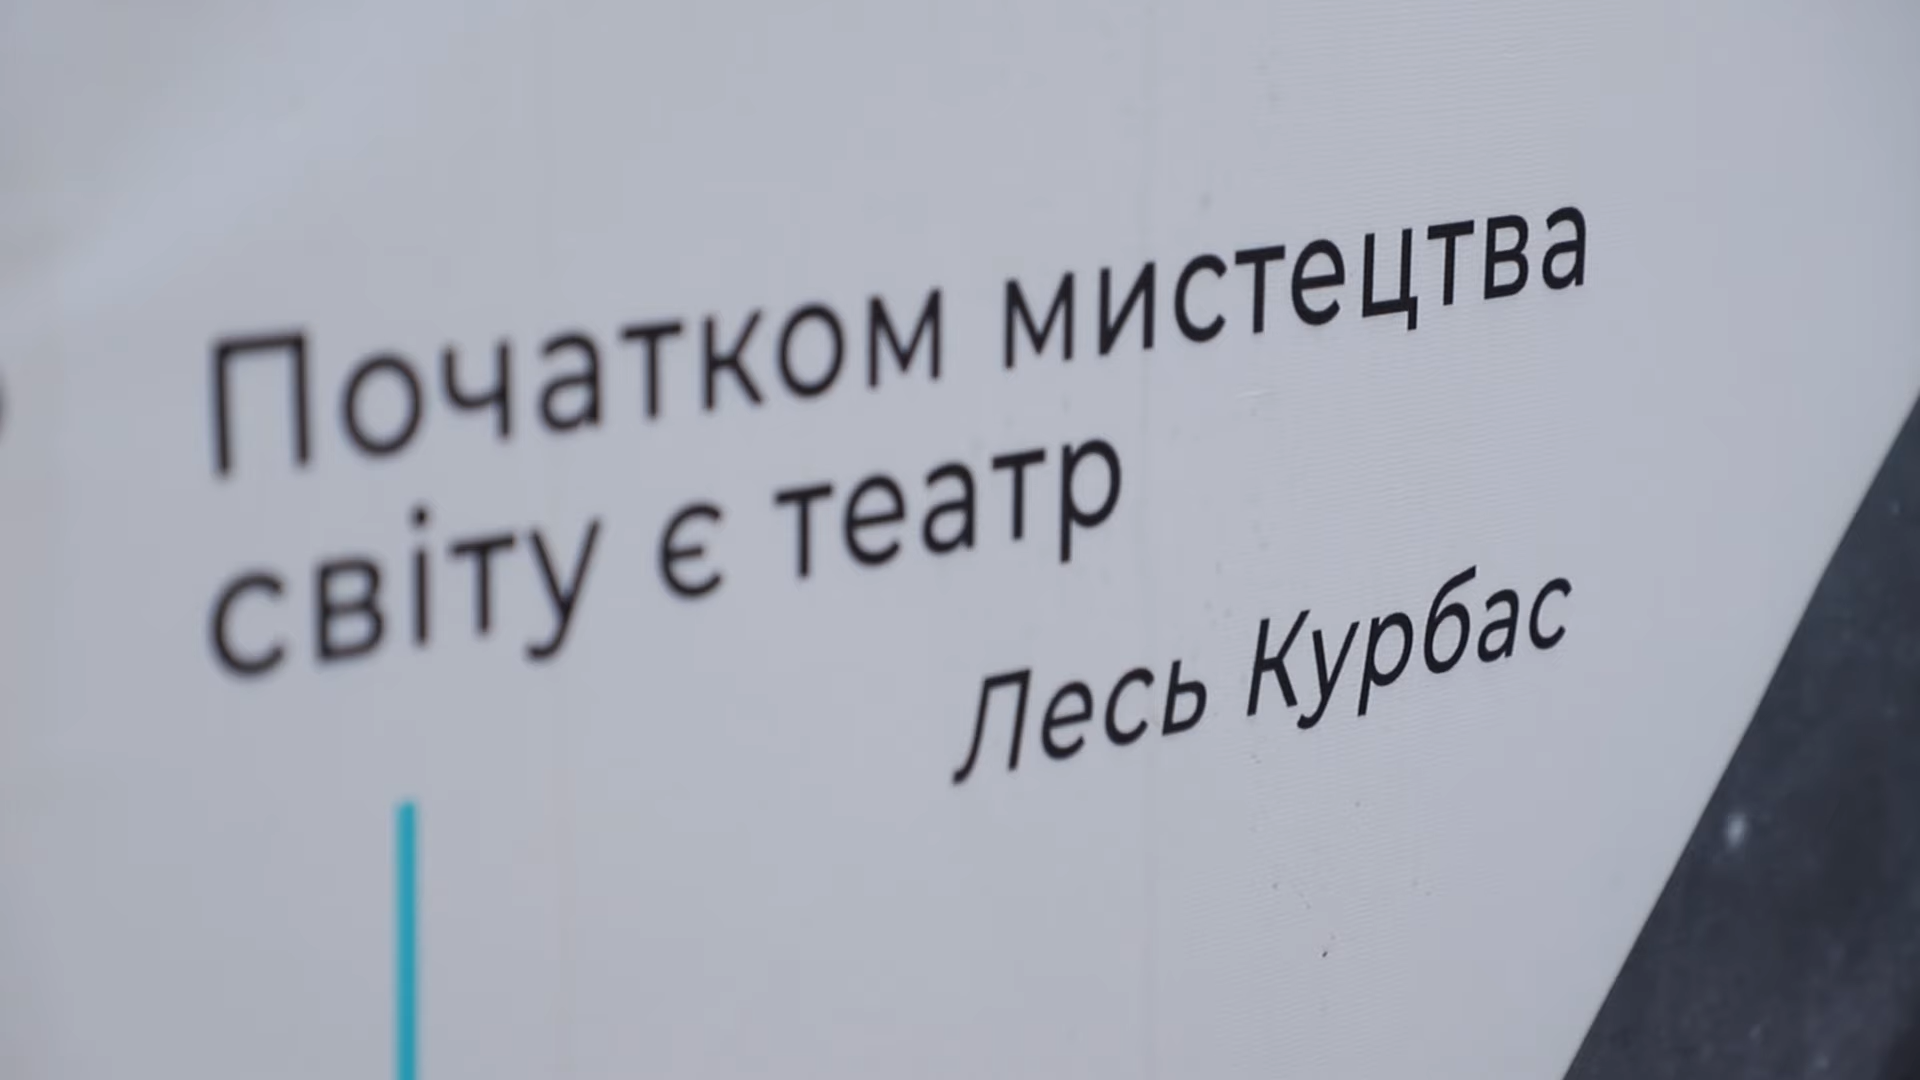 Початком мистецтва
світу є театр
Лесь Курбас